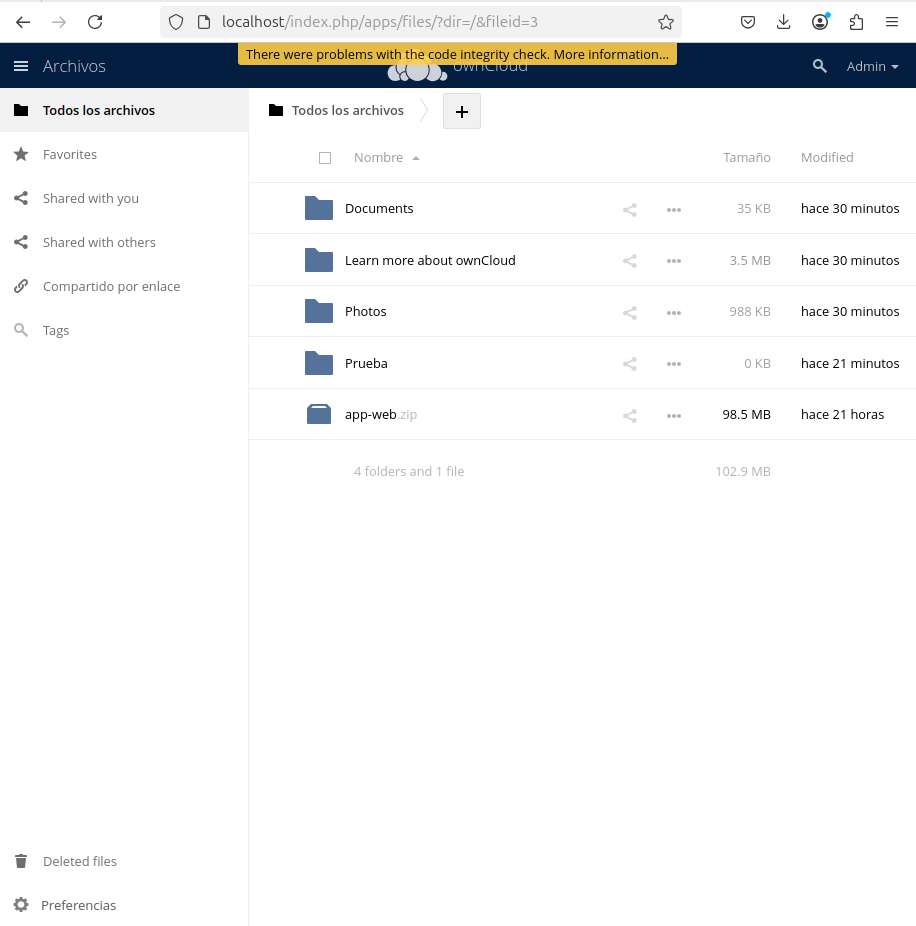 localhost/index.php/apps/files/?dir=/&fileid=3
There were problems with the code integrity check. More information...
Archivos
ownCloud
Admin
Todos los archivos
Favorites
Shared with you
Shared with others
Compartido por enlace
Tags
Deleted files
Preferencias
Todos los archivos
+
Nombre Tamaño Modified
Documents 35 KB hace 30 minutos
Learn more about ownCloud 3.5 MB hace 30 minutos
Photos 988 KB hace 30 minutos
Prueba 0 KB hace 21 minutos
app-web.zip 98.5 MB hace 21 horas
4 folders and 1 file 102.9 MB